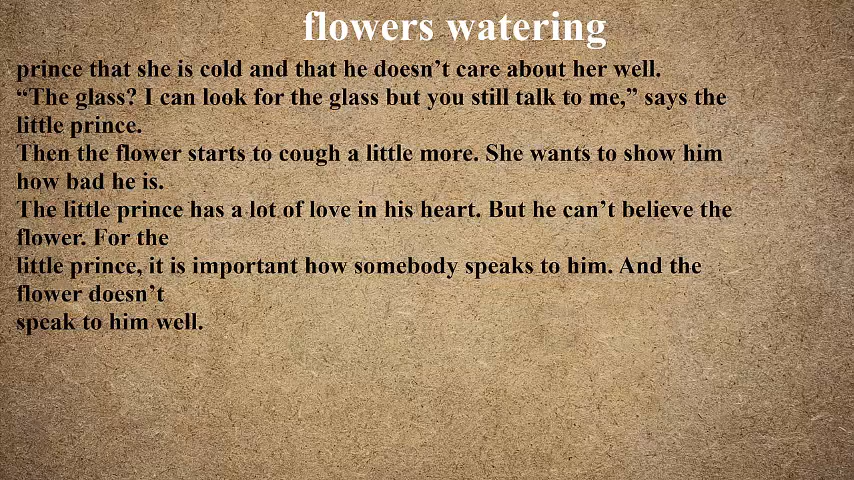 flowers watering
prince that she is cold and that he doesn’t care about her well.
“The glass? I can look for the glass but you still talk to me,” says the
little prince.
Then the flower starts to cough a little more. She wants to show him
how bad he is.
The little prince has a lot of love in his heart. But he can’t believe the
flower. For the
little prince, it is important how somebody speaks to him. And the
flower doesn’t
speak to him well.